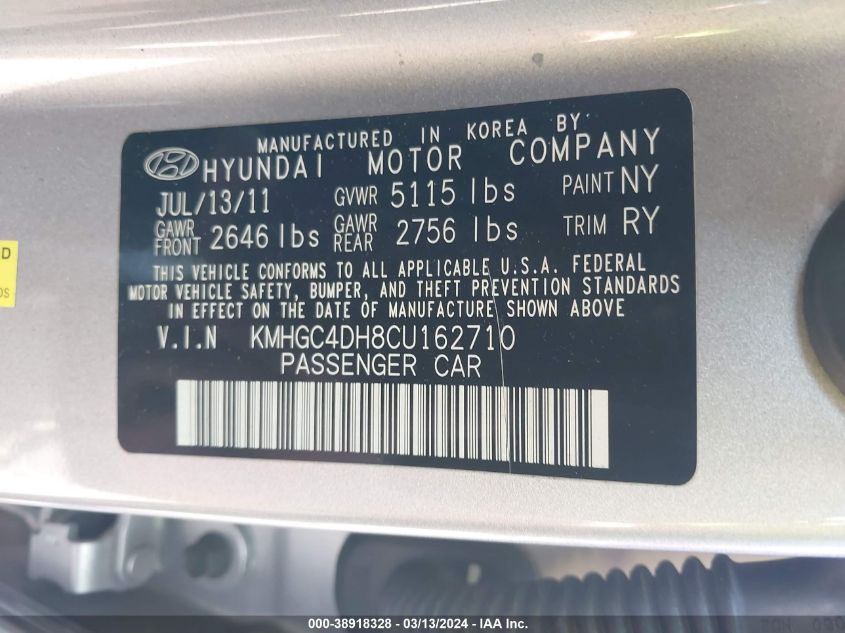 MANUFACTURED IN KOREA BY
HYUNDAI MOTOR COMPANY
JUL/13/11 GVWR 5115 lbs PAINT NY
GAWR FRONT 2646 lbs GAWR REAR 2756 lbs TRIM RY
THIS VEHICLE CONFORMS TO ALL APPLICABLE U.S.A. FEDERAL
MOTOR VEHICLE SAFETY, BUMPER, AND THEFT PREVENTION STANDARDS
IN EFFECT ON THE DATE OF MANUFACTURE SHOWN ABOVE
V.I.N KMHGC4DH8CU162710
PASSENGER CAR
000-38918328 - 03/13/2024 - IAA Inc.